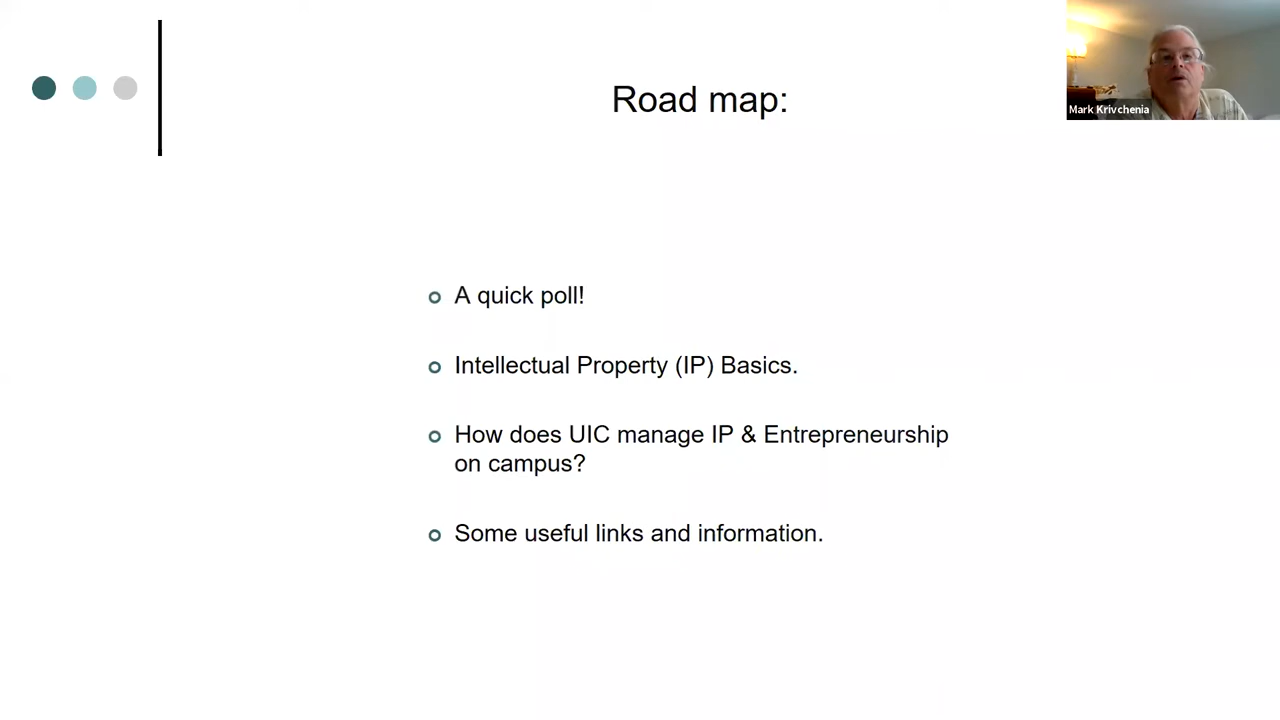 Road map:
Mark Krivchenia
A quick poll!
Intellectual Property (IP) Basics.
How does UIC manage IP & Entrepreneurship
on campus?
Some useful links and information.